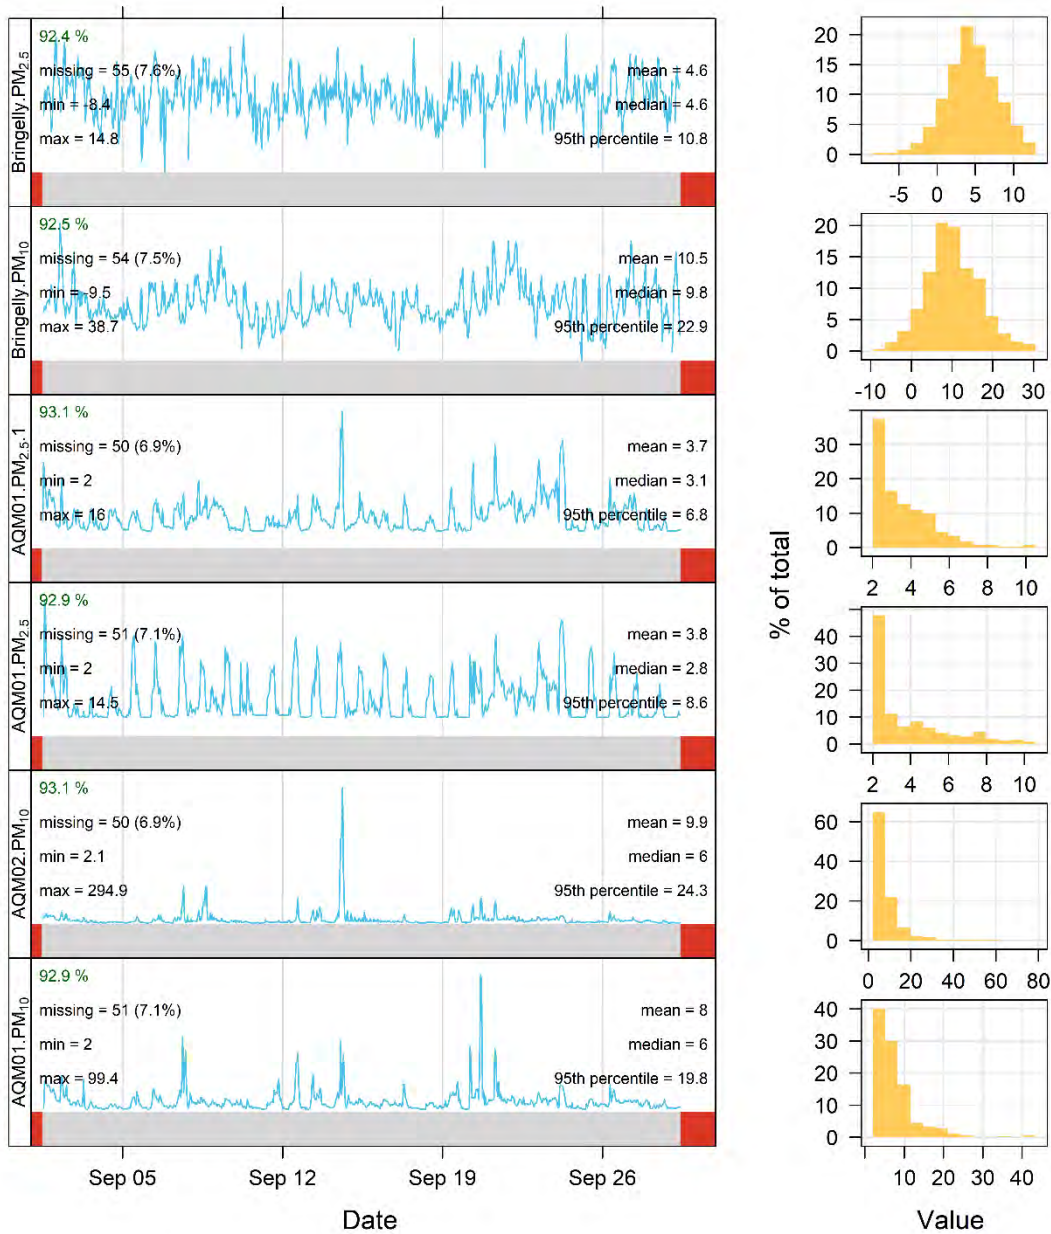 Bringelly.PM2.5
92.4 %
missing = 55 (7.6%)
min = -8.4
max = 14.8
mean = 4.6
median = 4.6
95th percentile = 10.8
20
15
10
5
0
-5 0 5 10
Bringelly.PM10
92.5 %
missing = 54 (7.5%)
min = -9.5
max = 38.7
mean = 10.5
median = 9.8
95th percentile = 22.9
20
15
10
5
0
-10 0 10 20 30
AQM01.PM2.5.1
93.1 %
missing = 50 (6.9%)
min = 2
max = 16
mean = 3.7
median = 3.1
95th percentile = 6.8
30
20
10
0
2 4 6 8 10
AQM01.PM2.5
92.9 %
missing = 51 (7.1%)
min = 2
max = 14.5
mean = 3.8
median = 2.8
95th percentile = 8.6
40
30
20
10
0
2 4 6 8 10
AQM02.PM10
93.1 %
missing = 50 (6.9%)
min = 2.1
max = 294.9
mean = 9.9
median = 6
95th percentile = 24.3
60
40
20
0
0 20 40 60 80
AQM01.PM10
92.9 %
missing = 51 (7.1%)
min = 2
max = 99.4
mean = 8
median = 6
95th percentile = 19.8
40
30
20
10
0
10 20 30 40
% of total
Sep 05 Sep 12 Sep 19 Sep 26
Date
Value